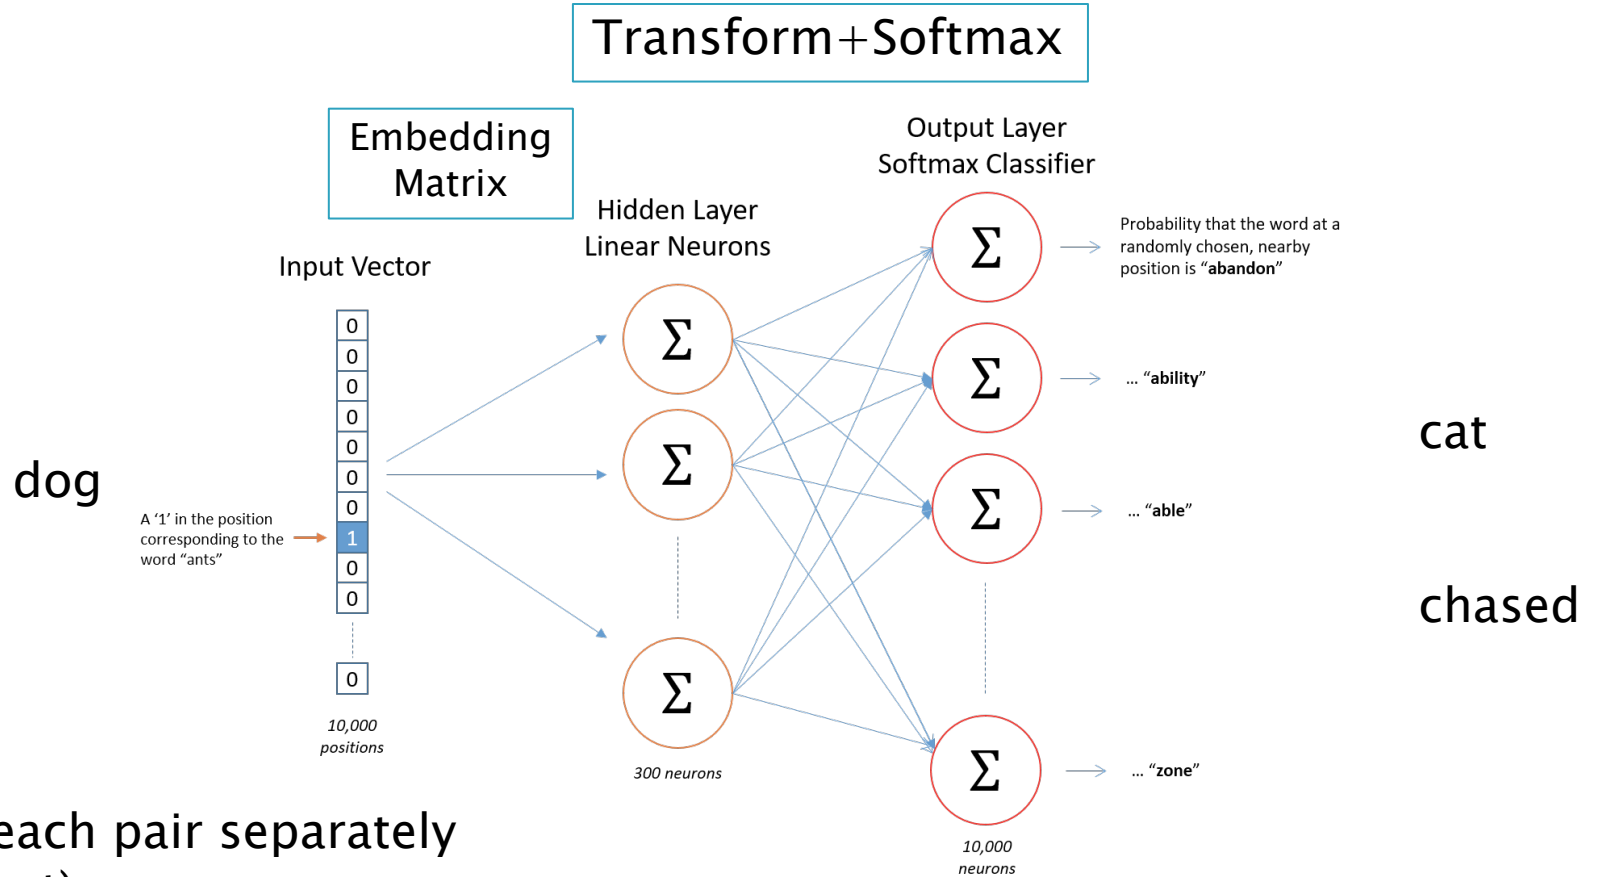 Transform+Softmax
Embedding
Matrix
Output Layer
Softmax Classifier
Hidden Layer
Linear Neurons
Input Vector
0
0
0
0
0
0
0
1
0
0
0
10,000
positions
dog
A ‘1’ in the position
corresponding to the
word “ants”
Σ
Σ
Σ
300 neurons
Σ
Σ
Σ
Σ
10,000
neurons
Probability that the word at a
randomly chosen, nearby
position is “abandon”
... “ability”
... “able”
... “zone”
cat
chased
each pair separately